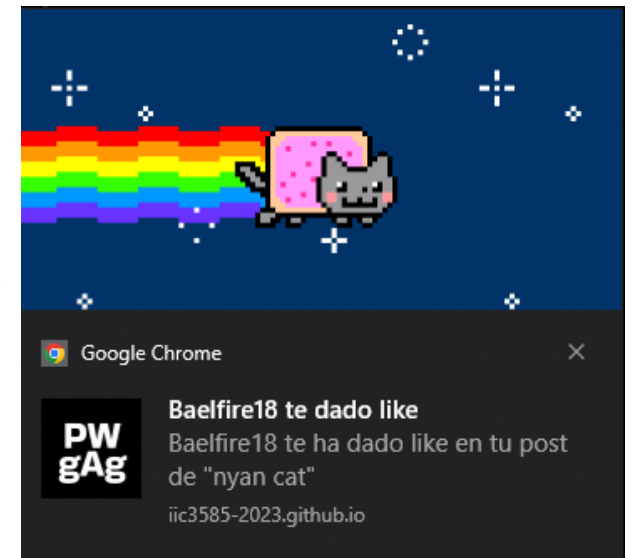 Google Chrome
PW
gAg
Baelfire18 te dado like
Baelfire18 te ha dado like en tu post
de "nyan cat"
iic3585-2023.github.io